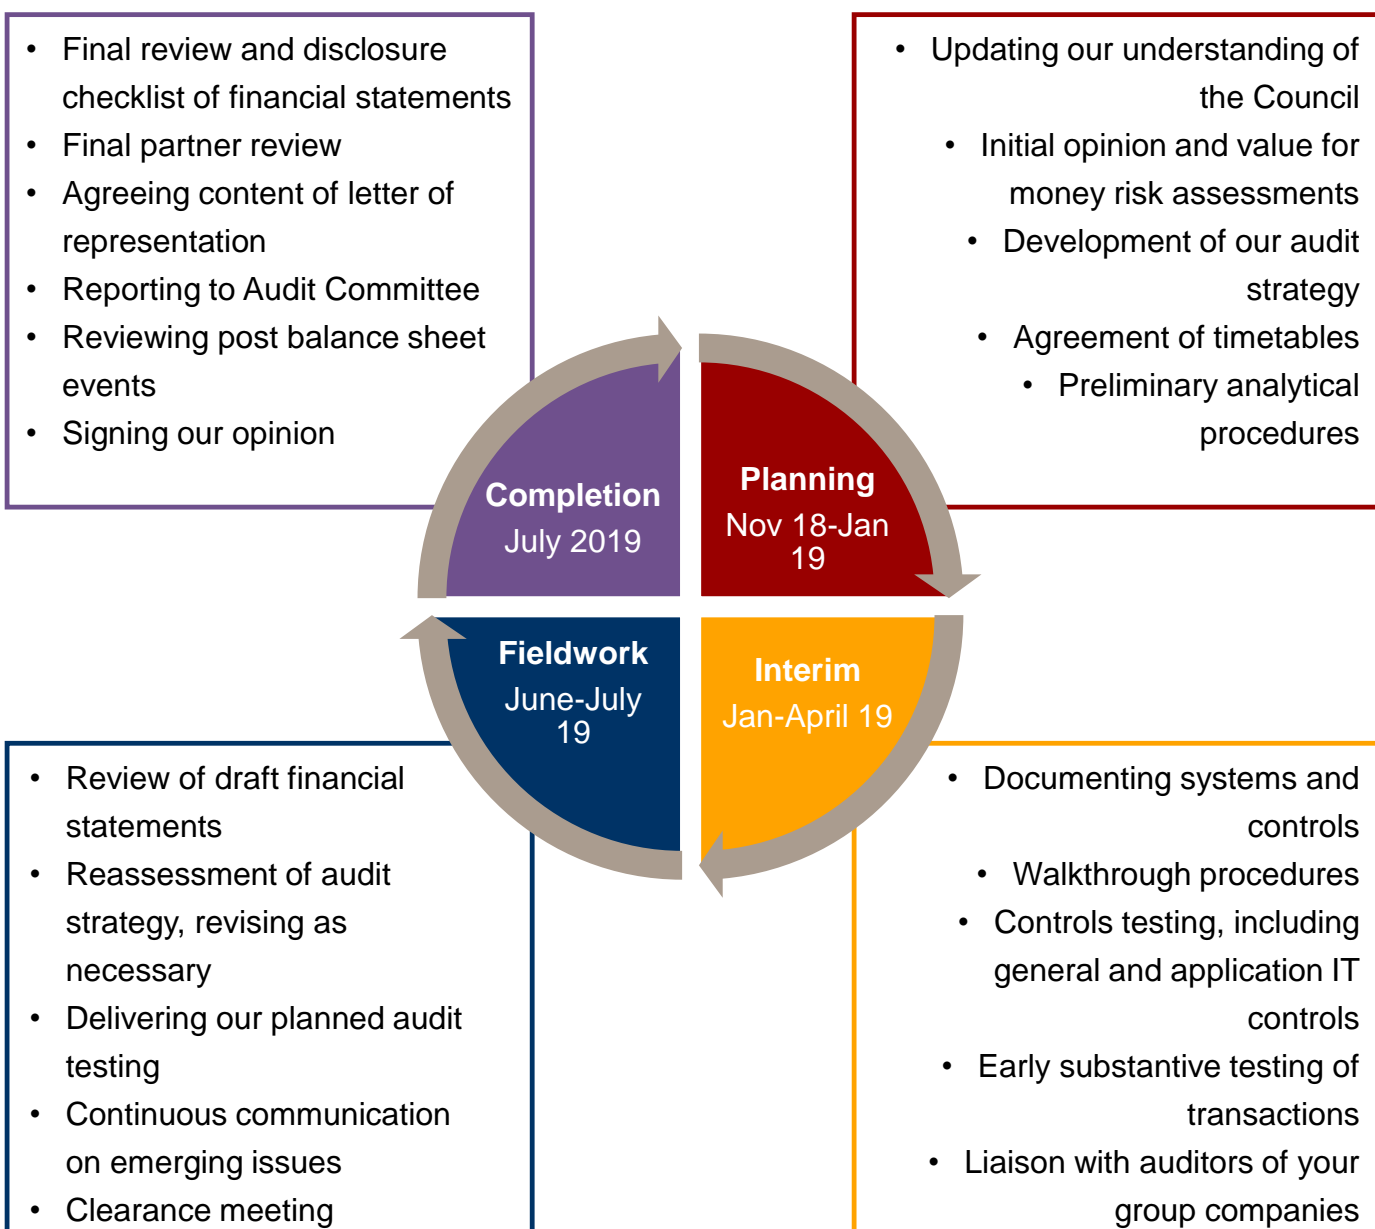 • Final review and disclosure
checklist of financial statements
• Final partner review
• Agreeing content of letter of
representation
• Reporting to Audit Committee
• Reviewing post balance sheet
events
• Signing our opinion
• Updating our understanding of
the Council
• Initial opinion and value for
money risk assessments
• Development of our audit
strategy
• Agreement of timetables
• Preliminary analytical
procedures
Completion
July 2019
Planning
Nov 18-Jan
19
Fieldwork
June-July
19
Interim
Jan-April 19
• Review of draft financial
statements
• Reassessment of audit
strategy, revising as
necessary
• Delivering our planned audit
testing
• Continuous communication
on emerging issues
• Clearance meeting
• Documenting systems and
controls
• Walkthrough procedures
• Controls testing, including
general and application IT
controls
• Early substantive testing of
transactions
• Liaison with auditors of your
group companies